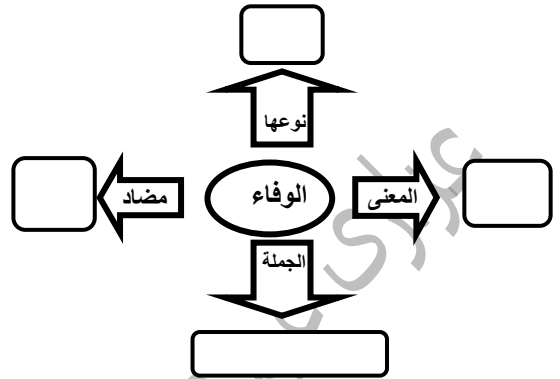 نوعها
المعنى
الوفاء
مضاد
الجملة